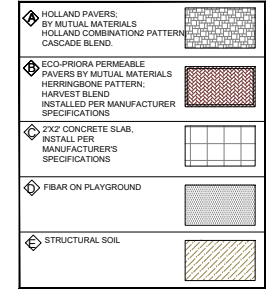 A
HOLLAND PAVERS;
BY MUTUAL MATERIALS
HOLLAND COMBINATION2 PATTERN
CASCADE BLEND.
B
ECO-PRIORA PERMEABLE
PAVERS BY MUTUAL MATERIALS
HERRINGBONE PATTERN;
HARVEST BLEND
INSTALLED PER MANUFACTURER
SPECIFICATIONS
C
2'X2' CONCRETE SLAB,
INSTALL PER
MANUFACTURER'S
SPECIFICATIONS
D
FIBAR ON PLAYGROUND
E
STRUCTURAL SOIL